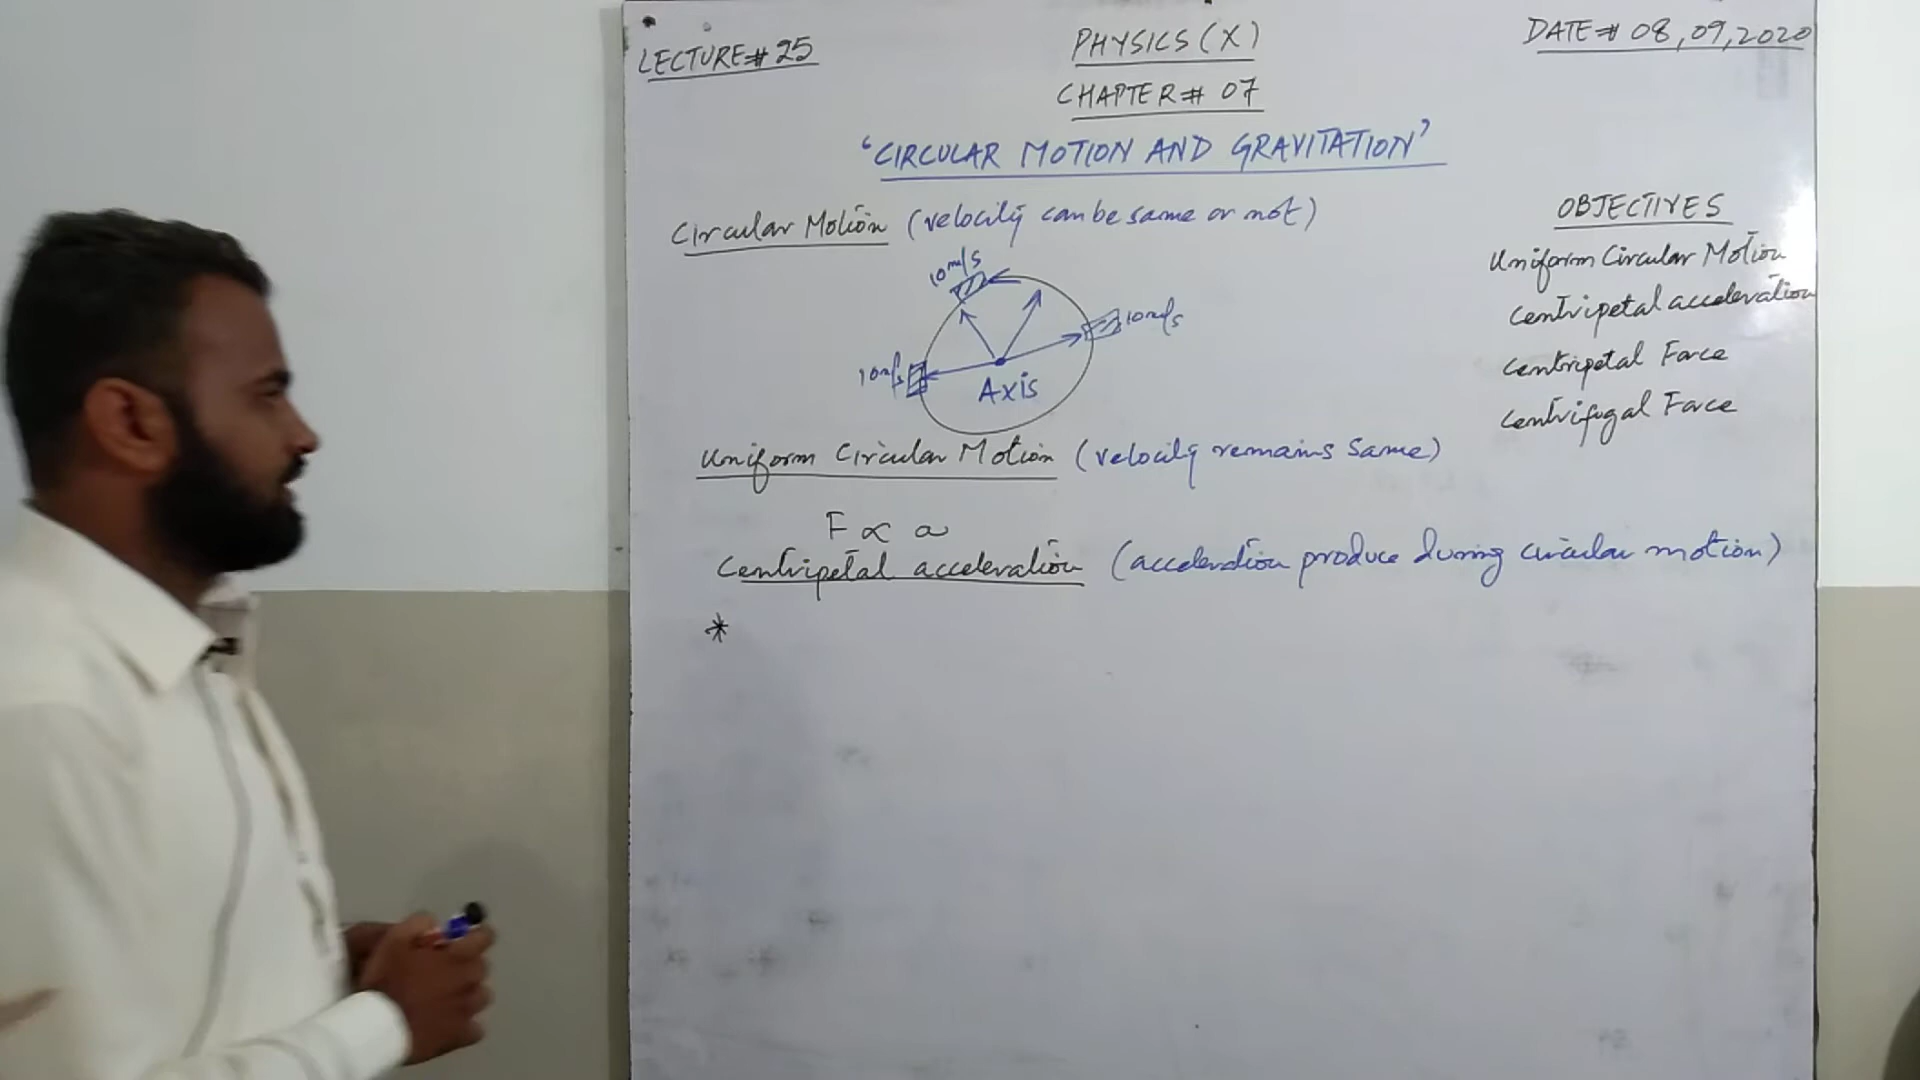 LECTURE# 25
PHYSICS (X)
DATE# 08,09,2020
CHAPTER# 07
‘CIRCULAR MOTION AND GRAVITATION’
Circular Motion (velocity can be same or not)
10m/s
10m/s
10m/s
Axis
Uniform Circular Motion (velocity remains same)
F ∝ a
Centripetal acceleration (acceleration produce during circular motion)
*
OBJECTIVES
Uniform Circular Motion
Centripetal acceleration
Centripetal Force
Centrifugal Force